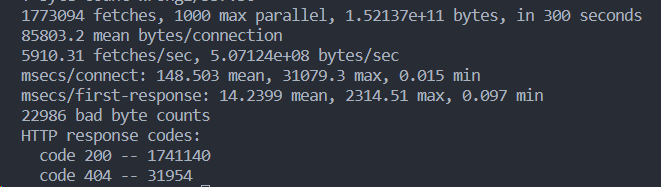 1773094 fetches, 1000 max parallel, 1.52137e+11 bytes, in 300 seconds
85803.2 mean bytes/connection
5910.31 fetches/sec, 5.07124e+08 bytes/sec
msecs/connect: 148.503 mean, 31079.3 max, 0.015 min
msecs/first-response: 14.2399 mean, 2314.51 max, 0.097 min
22986 bad byte counts
HTTP response codes:
code 200 -- 1741140
code 404 -- 31954